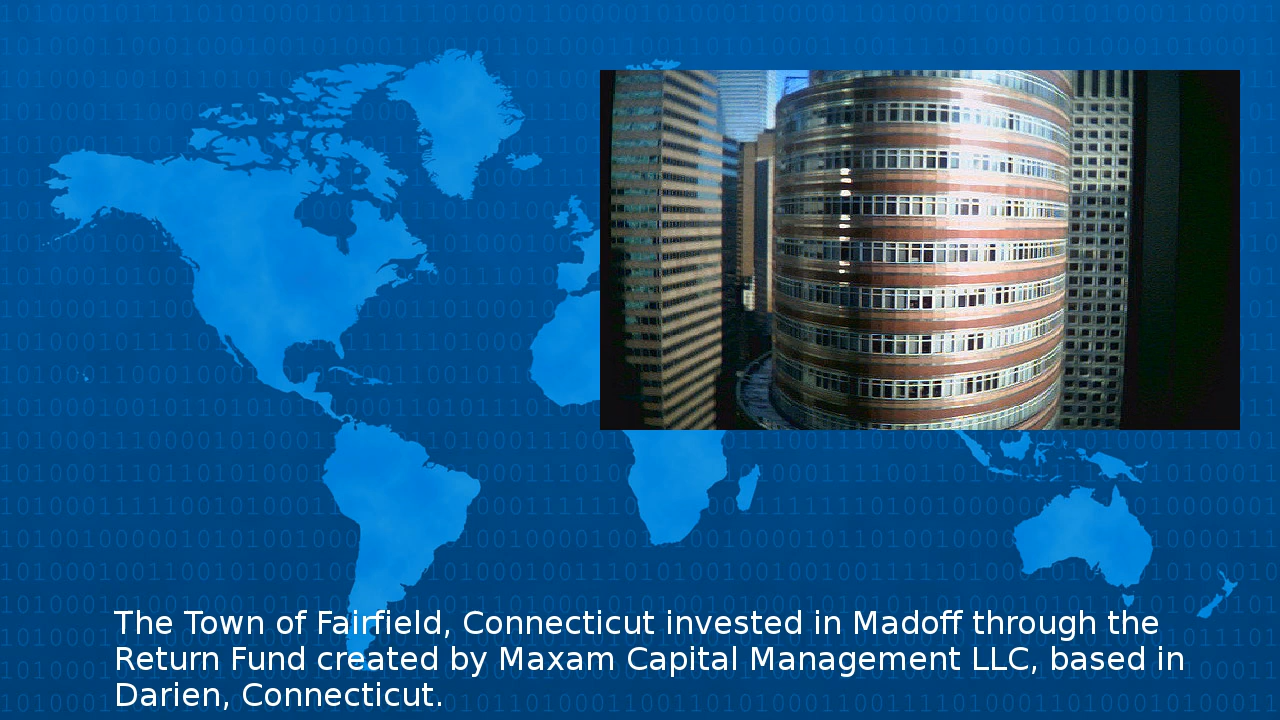 The Town of Fairfield, Connecticut invested in Madoff through the
Return Fund created by Maxam Capital Management LLC, based in
Darien, Connecticut.